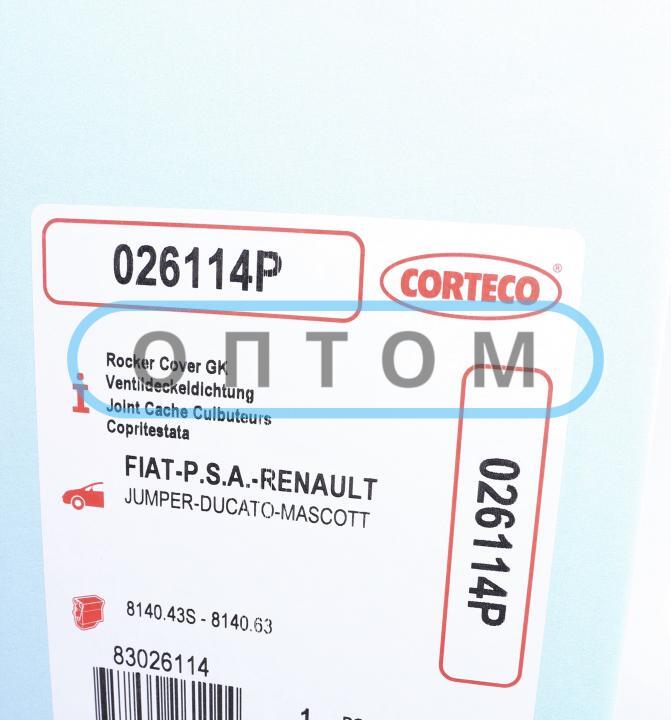 026114P
CORTECO
®
ОПТОМ
Rocker Cover GK
Ventildeckeldichtung
Joint Cache Culbuteurs
Copritestata
FIAT-P.S.A.-RENAULT
JUMPER-DUCATO-MASCOTT
026114P
8140.43S - 8140.63
83026114
1